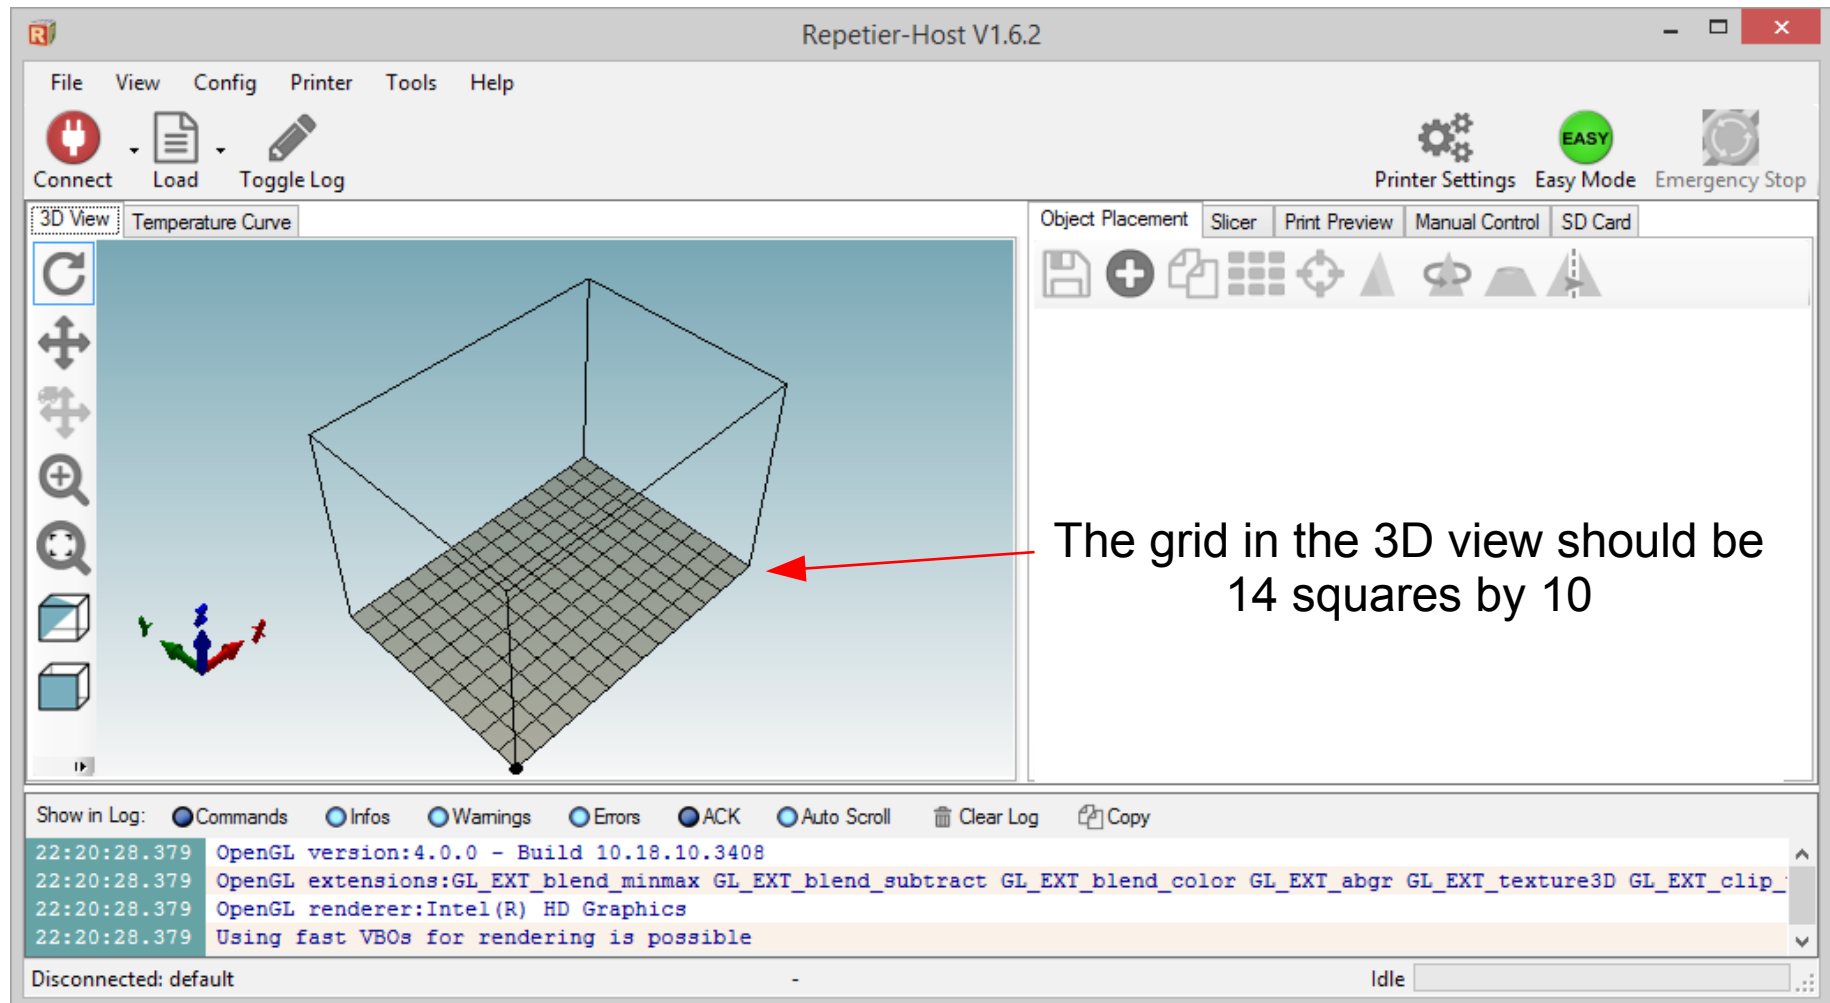 Repetier-Host V1.6.2
File View Config Printer Tools Help
Connect Load Toggle Log
Printer Settings EASY Easy Mode Emergency Stop
3D View Temperature Curve
Object Placement Slicer Print Preview Manual Control SD Card
The grid in the 3D view should be
14 squares by 10
Y Z X
Show in Log: Commands Infos Warnings Errors ACK Auto Scroll Clear Log Copy
22:20:28.379 OpenGL version:4.0.0 - Build 10.18.10.3408
22:20:28.379 OpenGL extensions:GL_EXT_blend_minmax GL_EXT_blend_subtract GL_EXT_blend_color GL_EXT_abgr GL_EXT_texture3D GL_EXT_clip_
22:20:28.379 OpenGL renderer:Intel(R) HD Graphics
22:20:28.379 Using fast VBOs for rendering is possible
Disconnected: default - Idle